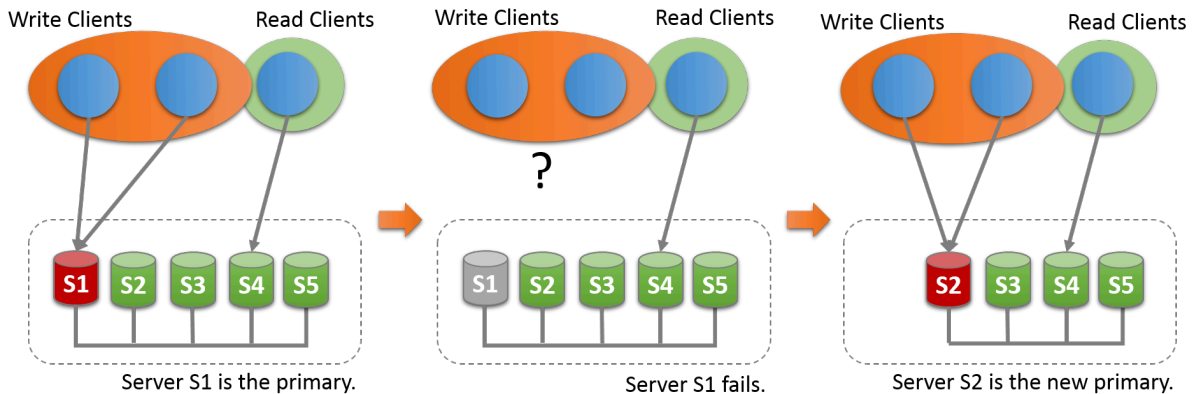 Write Clients
Read Clients
S1
S2
S3
S4
S5
Server S1 is the primary.
Write Clients
Read Clients
?
S1
S2
S3
S4
S5
Server S1 fails.
Write Clients
Read Clients
S2
S3
S4
S5
Server S2 is the new primary.